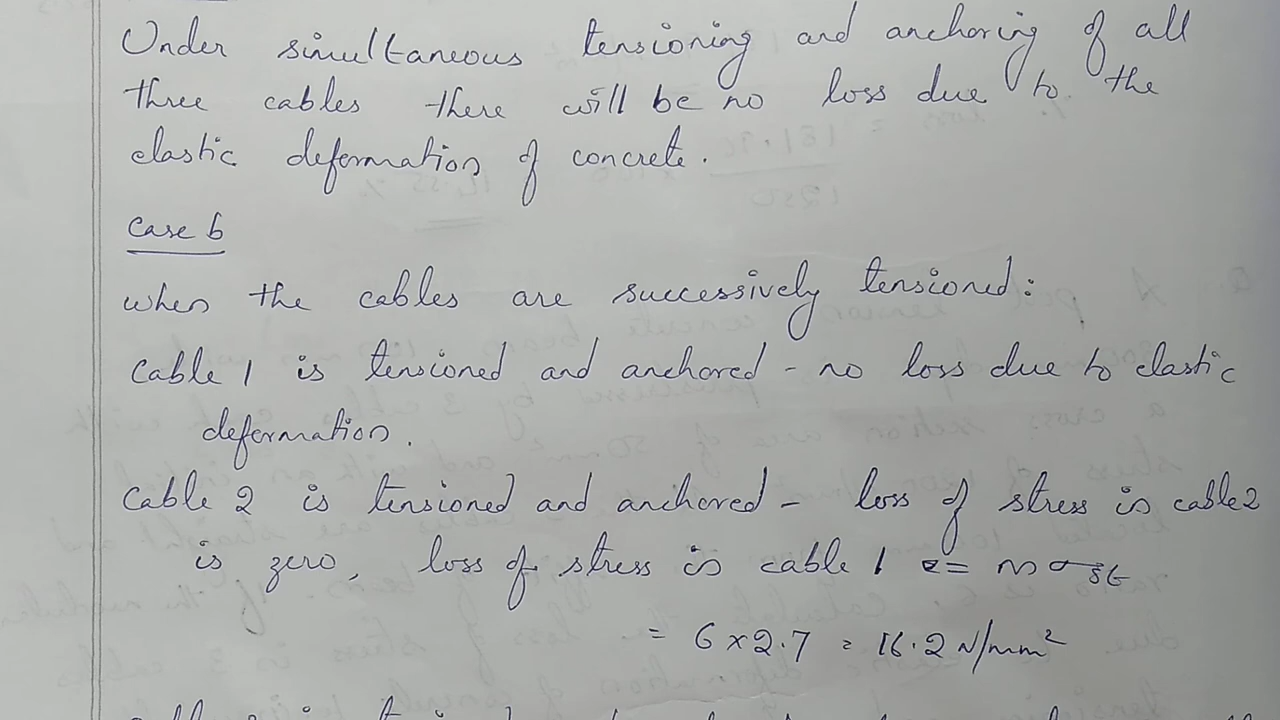 Under simultaneous tensioning and anchoring of all
three cables there will be no loss due to the
elastic deformation of concrete.
Case b
when the cables are successively tensioned:
Cable 1 is tensioned and anchored - no loss due to elastic
deformation.
Cable 2 is tensioned and anchored - loss of stress in cable 2
is zero, loss of stress in cable 1 = m σst
= 6 x 2.7 = 16.2 N/mm²